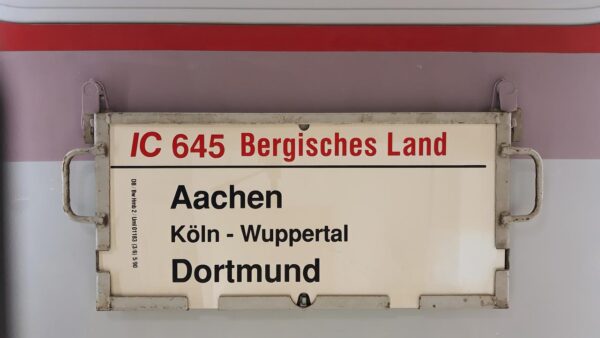 IC 645 Bergisches Land
Aachen
Köln - Wuppertal
Dortmund